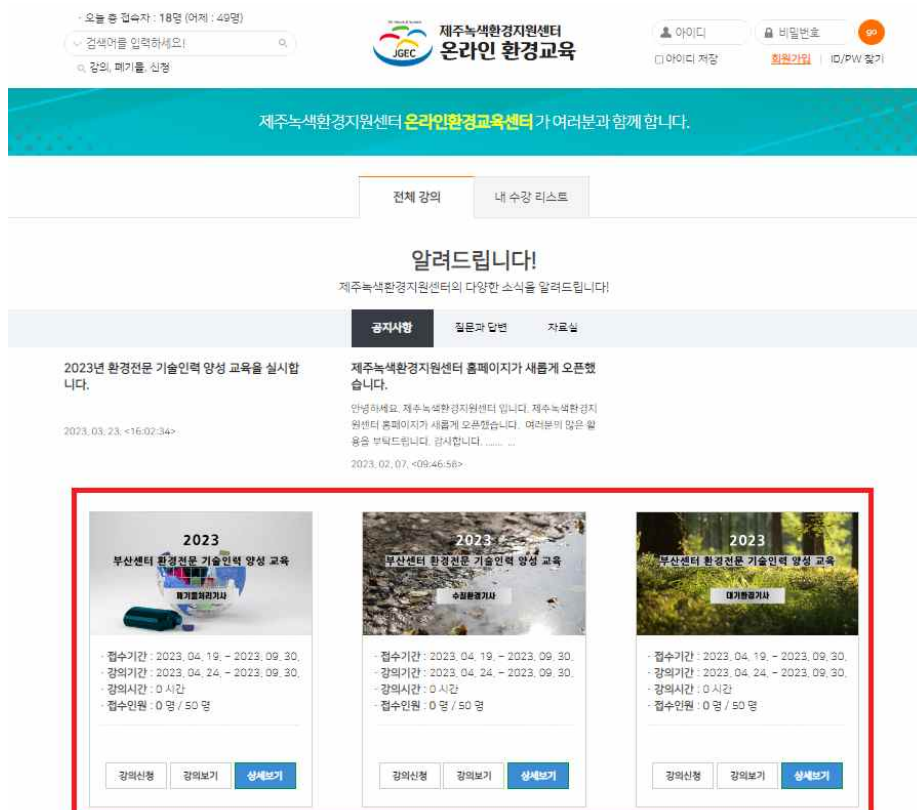 · 오늘 총 접속자 : 18명 (어제 : 49명)
검색어를 입력하세요!
강의, 폐기물, 신청
JGEC
제주녹색환경지원센터
온라인 환경교육
아이디
비밀번호
go
아이디 저장
회원가입 | ID/PW 찾기
제주녹색환경지원센터 온라인환경교육센터 가 여러분과 함께 합니다.
전체 강의
내 수강 리스트
알려드립니다!
제주녹색환경지원센터의 다양한 소식을 알려드립니다!
공지사항
질문과 답변
자료실
2023년 환경전문 기술인력 양성 교육을 실시합
니다.
2023, 03, 23, <16:02:34>
제주녹색환경지원센터 홈페이지가 새롭게 오픈했
습니다.
안녕하세요. 제주녹색환경지원센터 입니다. 제주녹색환경지
원센터 홈페이지가 새롭게 오픈했습니다. 여러분의 많은 활
용을 부탁드립니다. 감사합니다. ...... ...
2023, 02, 07, <09:46:58>
2023
부산센터 환경전문 기술인력 양성 교육
폐기물처리기사
· 접수기간 : 2023, 04, 19, - 2023, 09, 30,
· 강의기간 : 2023, 04, 24, - 2023, 09, 30,
· 강의시간 : 0 시간
· 접수인원 : 0 명 / 50 명
강의신청
강의보기
상세보기
2023
부산센터 환경전문 기술인력 양성 교육
수질환경기사
· 접수기간 : 2023, 04, 19, - 2023, 09, 30,
· 강의기간 : 2023, 04, 24, - 2023, 09, 30,
· 강의시간 : 0 시간
· 접수인원 : 0 명 / 50 명
강의신청
강의보기
상세보기
2023
부산센터 환경전문 기술인력 양성 교육
대기환경기사
· 접수기간 : 2023, 04, 19, - 2023, 09, 30,
· 강의기간 : 2023, 04, 24, - 2023, 09, 30,
· 강의시간 : 0 시간
· 접수인원 : 0 명 / 50 명
강의신청
강의보기
상세보기